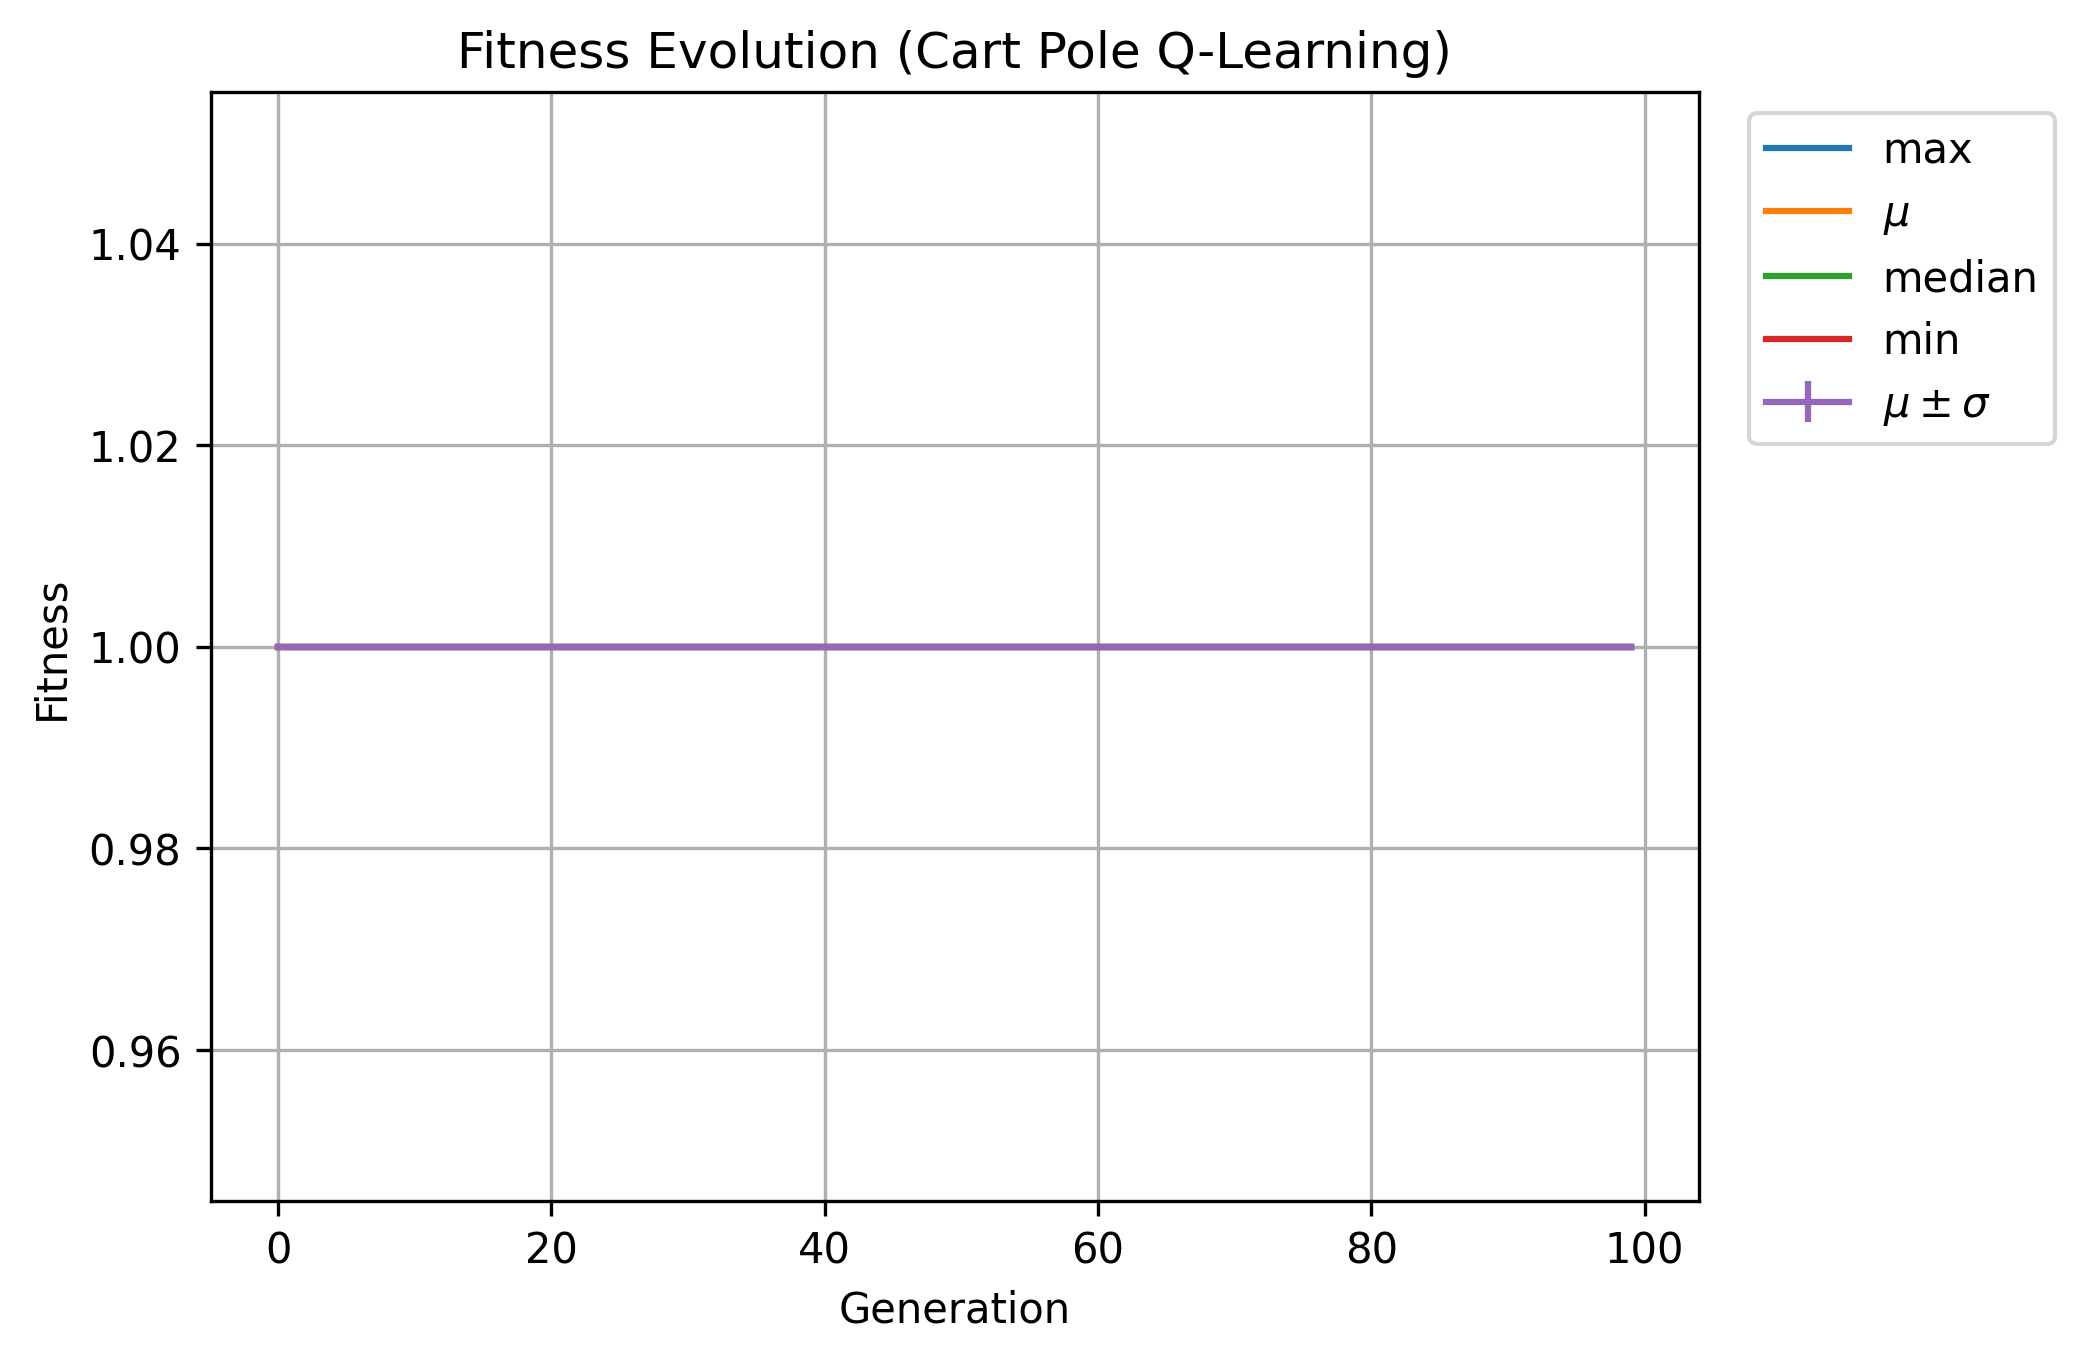 Fitness Evolution (Cart Pole Q-Learning)
max
μ
median
min
μ ± σ
1.04
1.02
1.00
0.98
0.96
Fitness
0 20 40 60 80 100
Generation